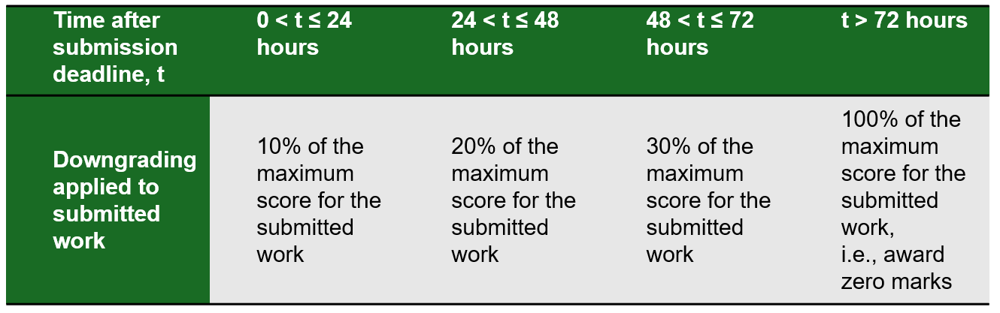 Time after
submission
deadline, t
0 < t ≤ 24
hours
24 < t ≤ 48
hours
48 < t ≤ 72
hours
t > 72 hours
Downgrading
applied to
submitted
work
10% of the
maximum
score for the
submitted
work
20% of the
maximum
score for the
submitted
work
30% of the
maximum
score for the
submitted
work
100% of the
maximum
score for the
submitted
work,
i.e., award
zero marks